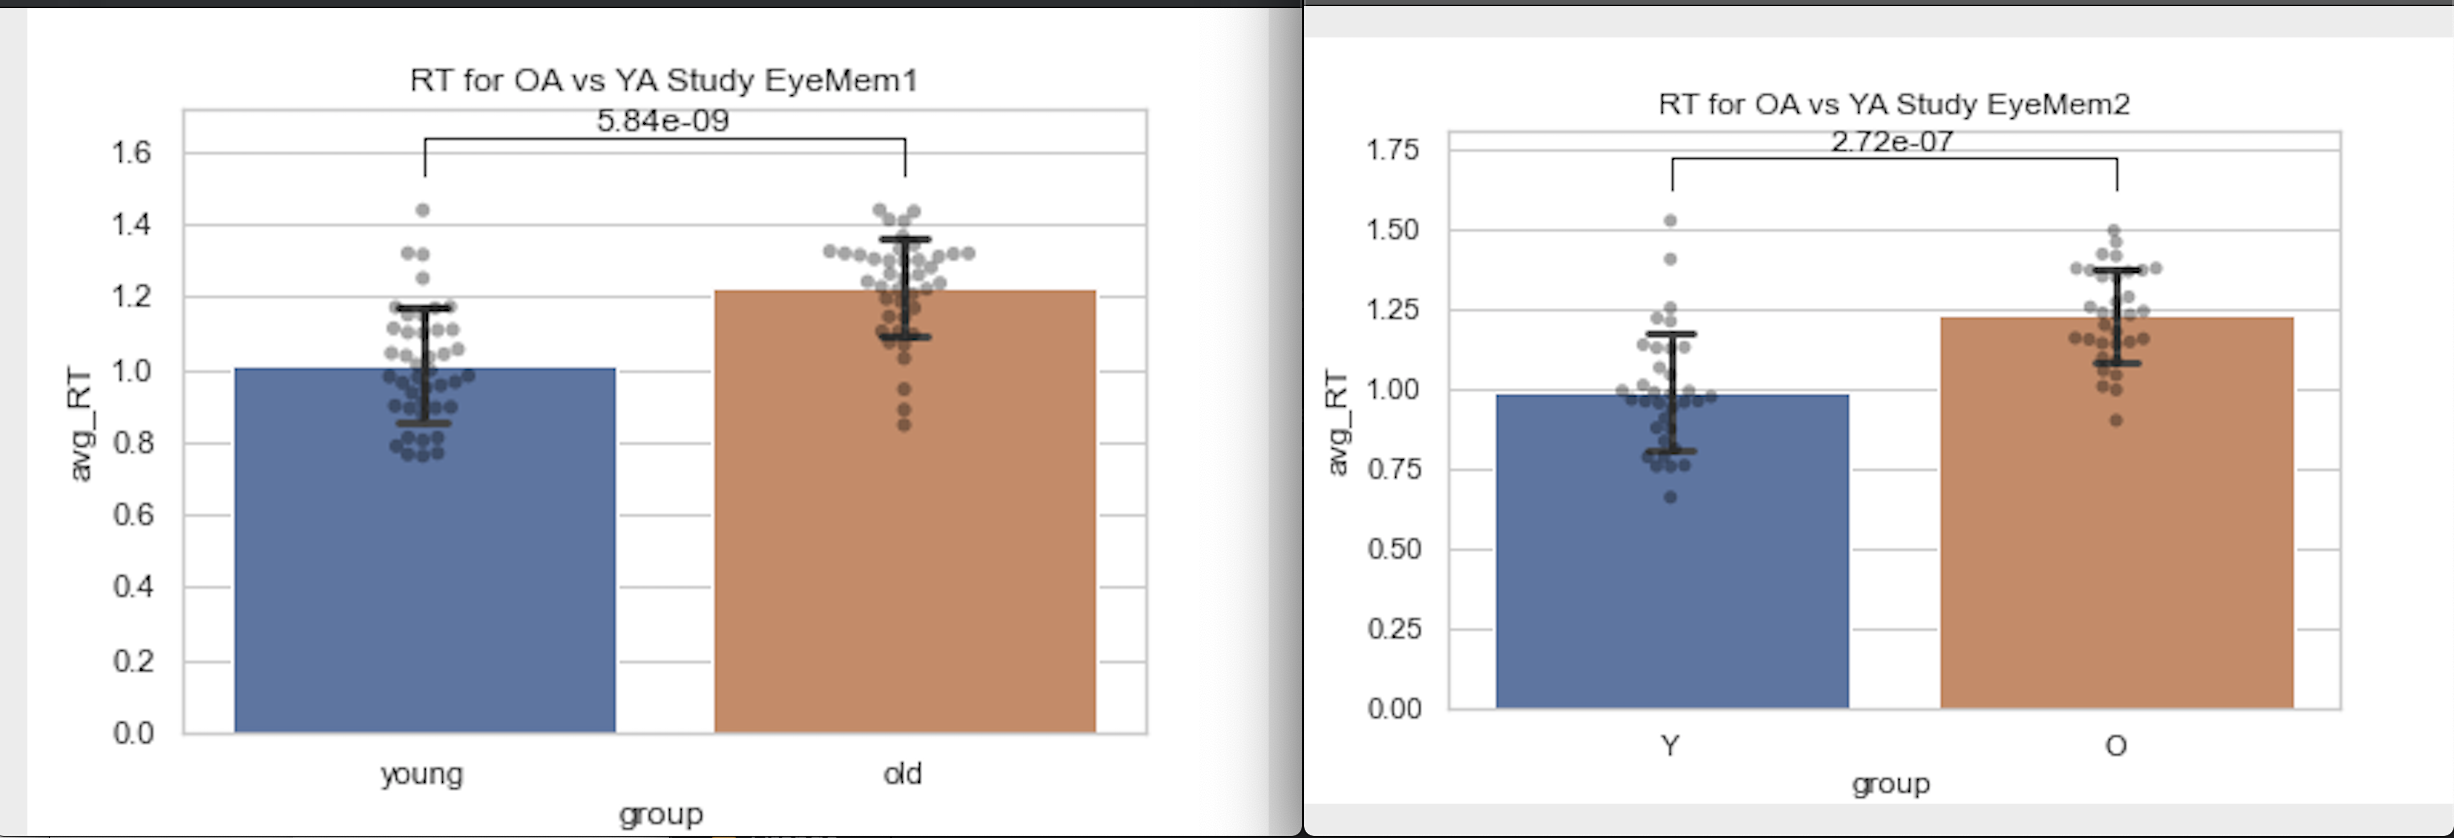 RT for OA vs YA Study EyeMem1
5.84e-09
1.6
1.4
1.2
1.0
0.8
0.6
0.4
0.2
0.0
avg_RT
young old
group
RT for OA vs YA Study EyeMem2
2.72e-07
1.75
1.50
1.25
1.00
0.75
0.50
0.25
0.00
avg_RT
Y O
group